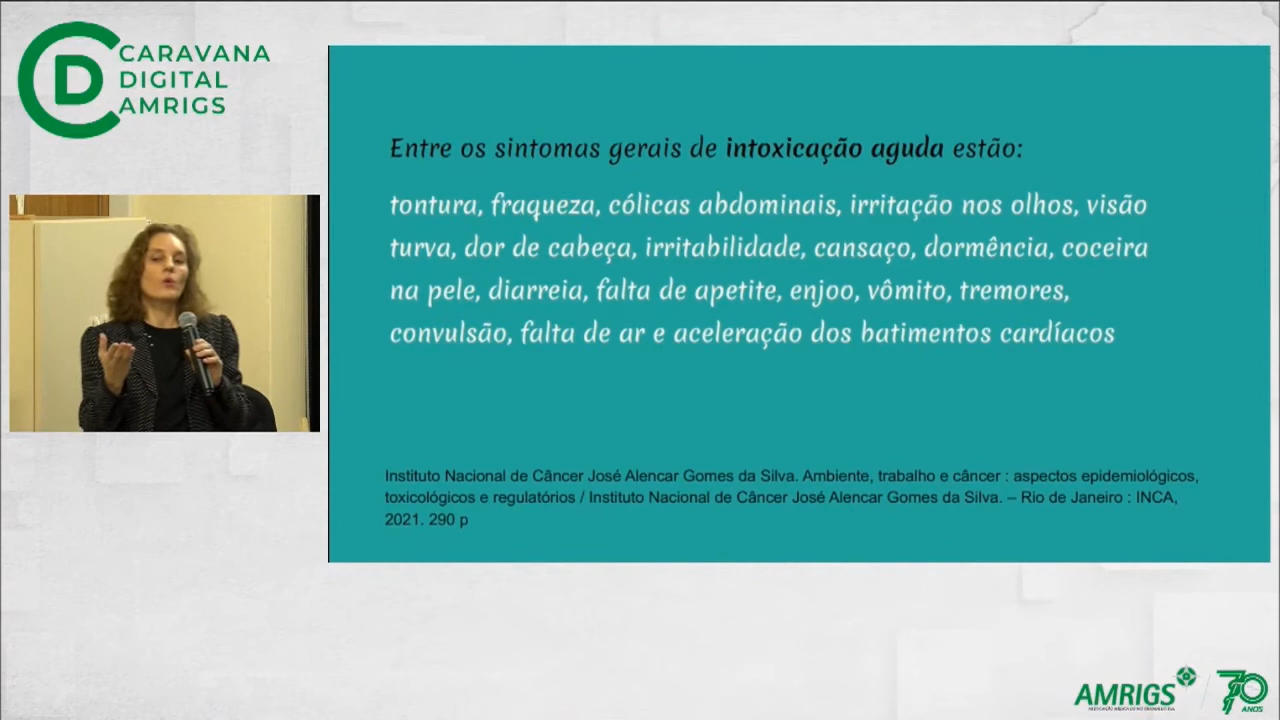 CARAVANA
DIGITAL
AMRIGS
Entre os sintomas gerais de intoxicação aguda estão:
tontura, fraqueza, cólicas abdominais, irritação nos olhos, visão
turva, dor de cabeça, irritabilidade, cansaço, dormência, coceira
na pele, diarreia, falta de apetite, enjoo, vômito, tremores,
convulsão, falta de ar e aceleração dos batimentos cardíacos
Instituto Nacional de Câncer José Alencar Gomes da Silva. Ambiente, trabalho e câncer : aspectos epidemiológicos,
toxicológicos e regulatórios / Instituto Nacional de Câncer José Alencar Gomes da Silva. – Rio de Janeiro : INCA,
2021. 290 p
AMRIGS
70
ANOS